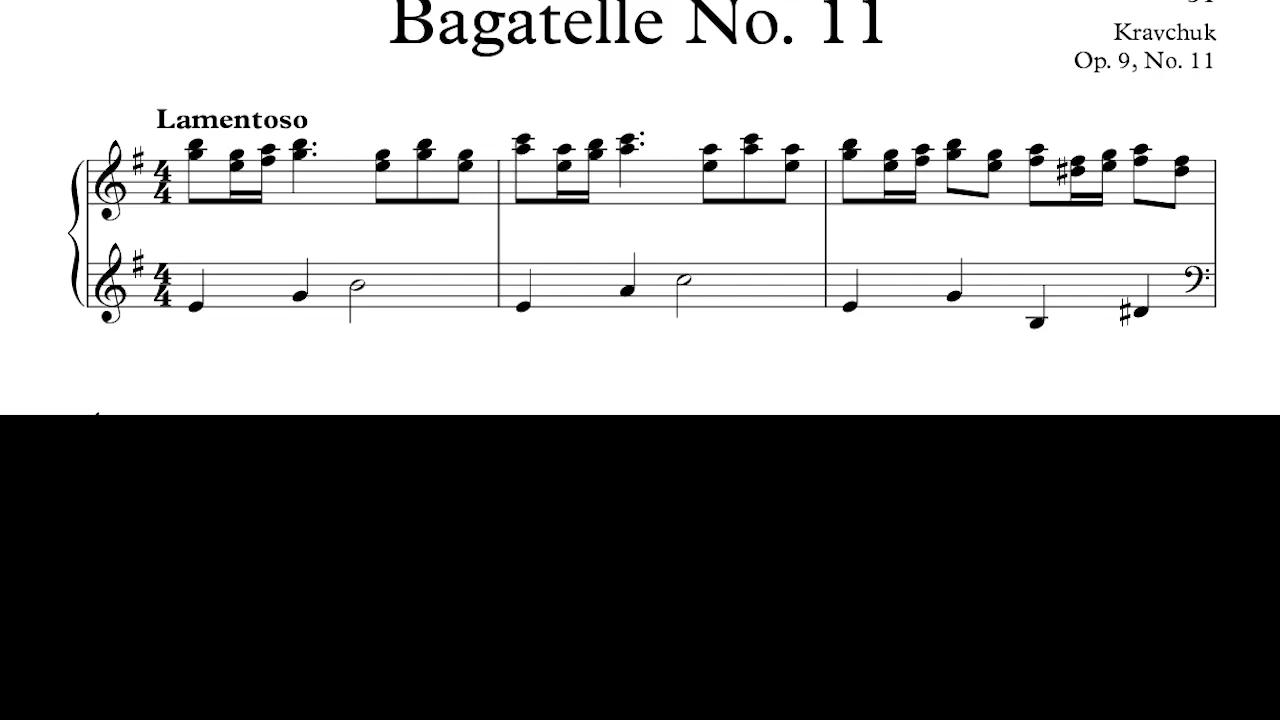 Bagatelle No. 11
Kravchuk
Op. 9, No. 11
Lamentoso